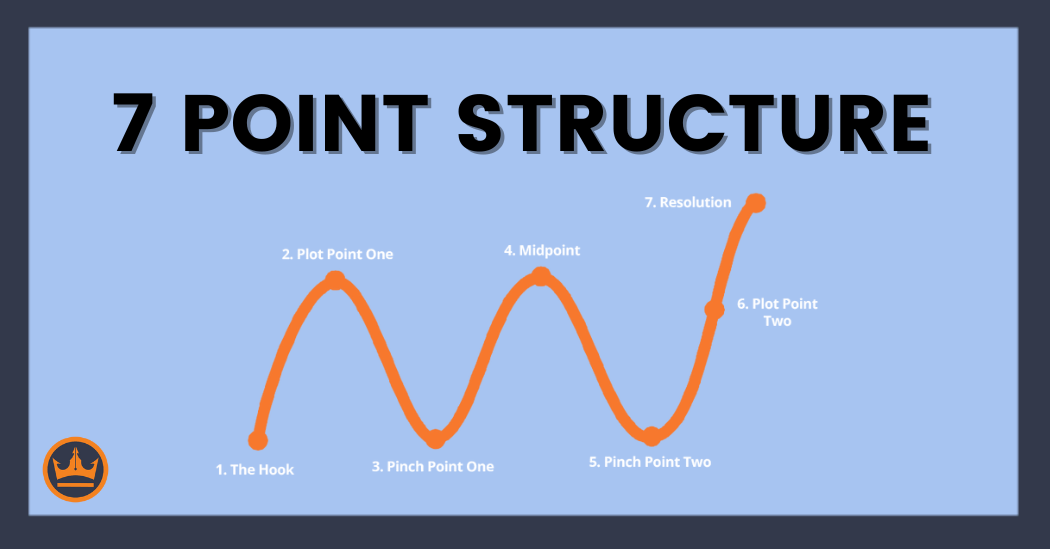 7 POINT STRUCTURE
1. The Hook
2. Plot Point One
3. Pinch Point One
4. Midpoint
5. Pinch Point Two
6. Plot Point
Two
7. Resolution